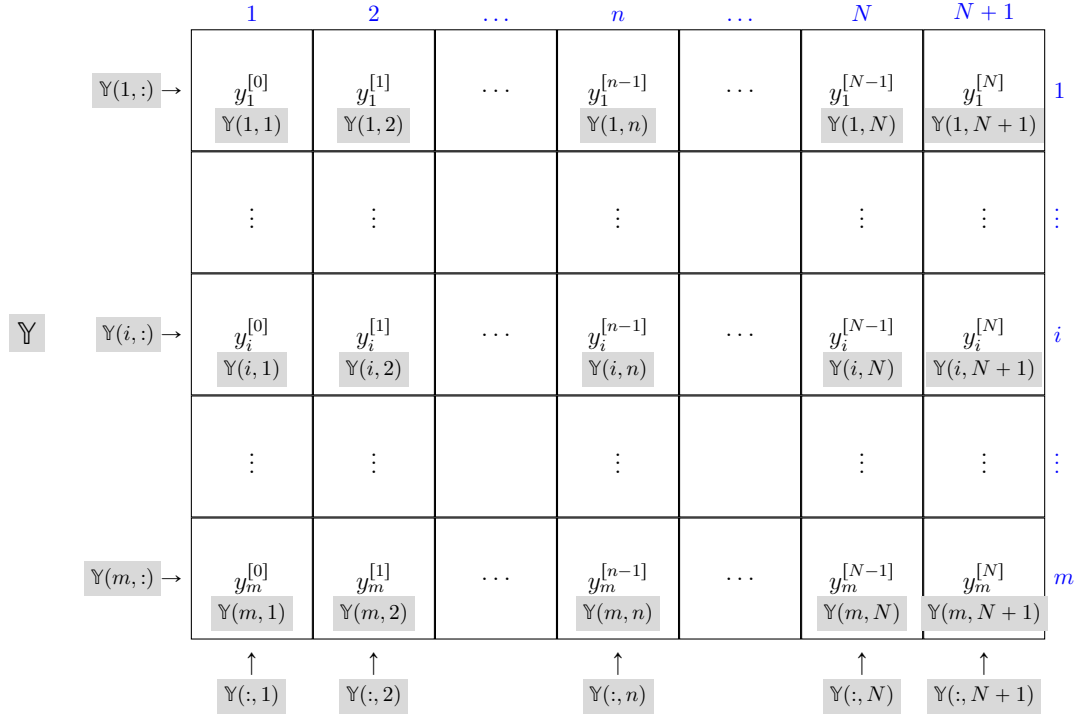 1 2 … n … N N + 1
𝕐(1, :) → y_1^{[0]} y_1^{[1]} ⋯ y_1^{[n−1]} ⋯ y_1^{[N−1]} y_1^{[N]} 1
𝕐(1, 1) 𝕐(1, 2) 𝕐(1, n) 𝕐(1, N) 𝕐(1, N + 1)
⋮ ⋮ ⋮ ⋮ ⋮ ⋮
𝕐 𝕐(i, :) → y_i^{[0]} y_i^{[1]} ⋯ y_i^{[n−1]} ⋯ y_i^{[N−1]} y_i^{[N]} i
𝕐(i, 1) 𝕐(i, 2) 𝕐(i, n) 𝕐(i, N) 𝕐(i, N + 1)
⋮ ⋮ ⋮ ⋮ ⋮ ⋮
𝕐(m, :) → y_m^{[0]} y_m^{[1]} ⋯ y_m^{[n−1]} ⋯ y_m^{[N−1]} y_m^{[N]} m
𝕐(m, 1) 𝕐(m, 2) 𝕐(m, n) 𝕐(m, N) 𝕐(m, N + 1)
↑ ↑ ↑ ↑ ↑
𝕐(:, 1) 𝕐(:, 2) 𝕐(:, n) 𝕐(:, N) 𝕐(:, N + 1)